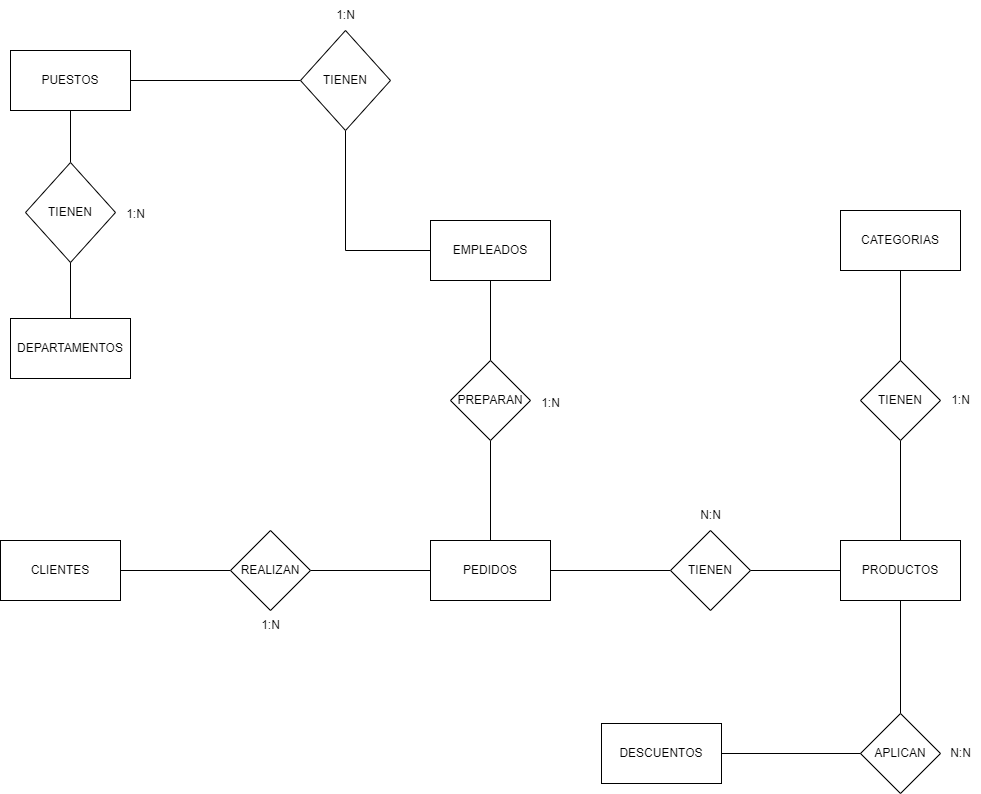 1:N
PUESTOS
TIENEN
TIENEN
1:N
EMPLEADOS
CATEGORIAS
DEPARTAMENTOS
PREPARAN
1:N
TIENEN
1:N
N:N
CLIENTES
REALIZAN
PEDIDOS
TIENEN
PRODUCTOS
1:N
DESCUENTOS
APLICAN
N:N